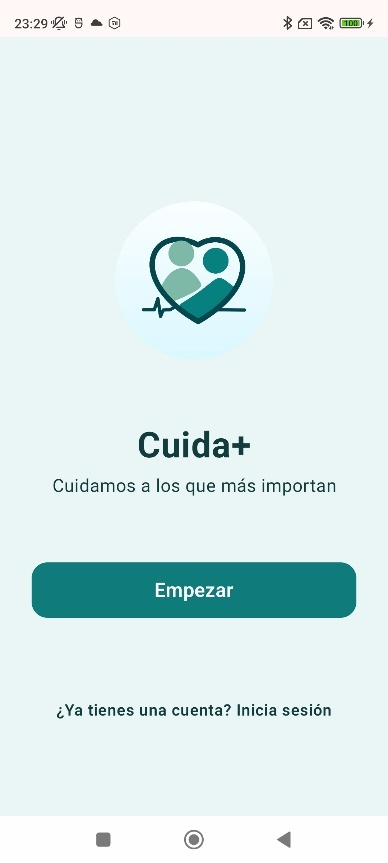 23:29
100
Cuida+
Cuidamos a los que más importan
Empezar
¿Ya tienes una cuenta? Inicia sesión